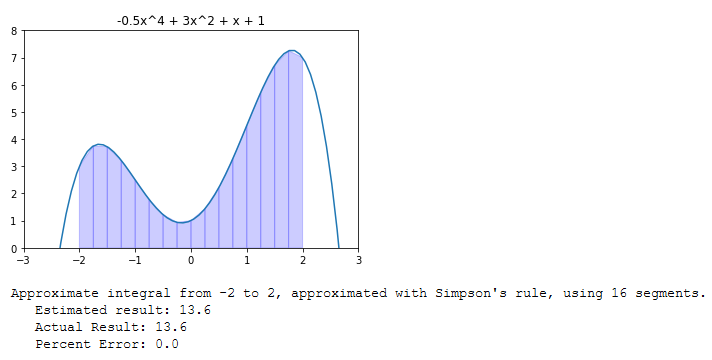 -0.5x^4 + 3x^2 + x + 1
8
7
6
5
4
3
2
1
0
−3 −2 −1 0 1 2 3
Approximate integral from -2 to 2, approximated with Simpson's rule, using 16 segments.
Estimated result: 13.6
Actual Result: 13.6
Percent Error: 0.0